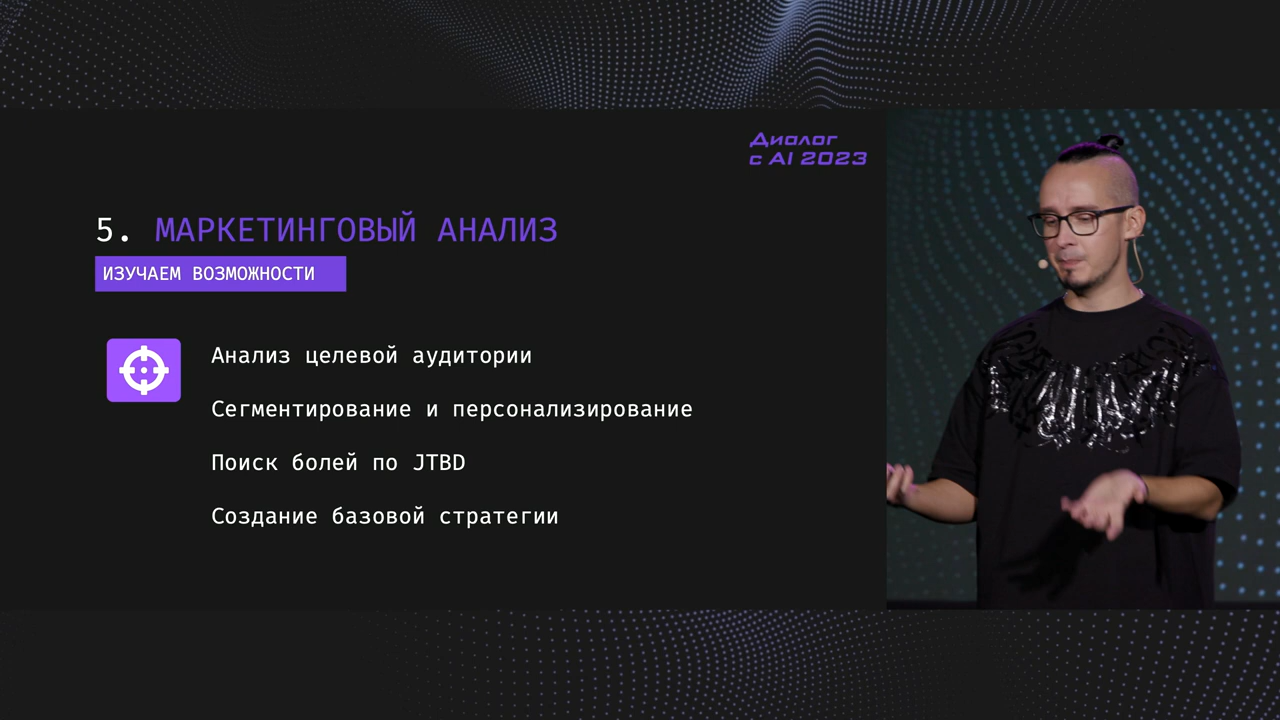 Диалог
с AI 2023
5. МАРКЕТИНГОВЫЙ АНАЛИЗ
ИЗУЧАЕМ ВОЗМОЖНОСТИ
Анализ целевой аудитории
Сегментирование и персонализирование
Поиск болей по JTBD
Создание базовой стратегии